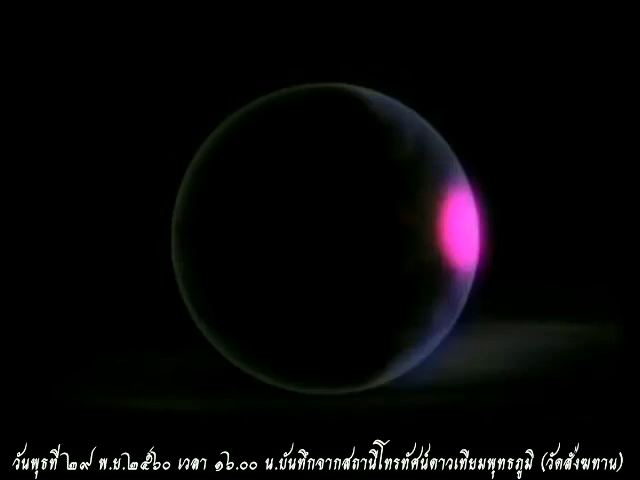 วันพุธที่ ๒๙ พ.ย.๒๕๖๐ เวลา ๑๖.๐๐ น.บันทึกจากสถานีโทรทัศน์ดาวเทียมพุทธภูมิ (วัดสังฆทาน)